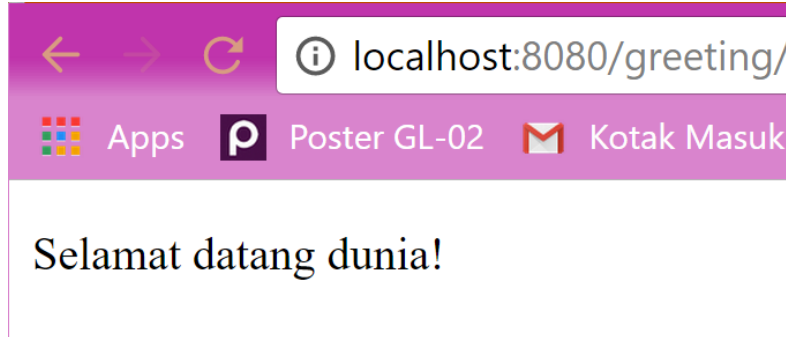 localhost:8080/greeting/
Apps Poster GL-02 Kotak Masuk
Selamat datang dunia!